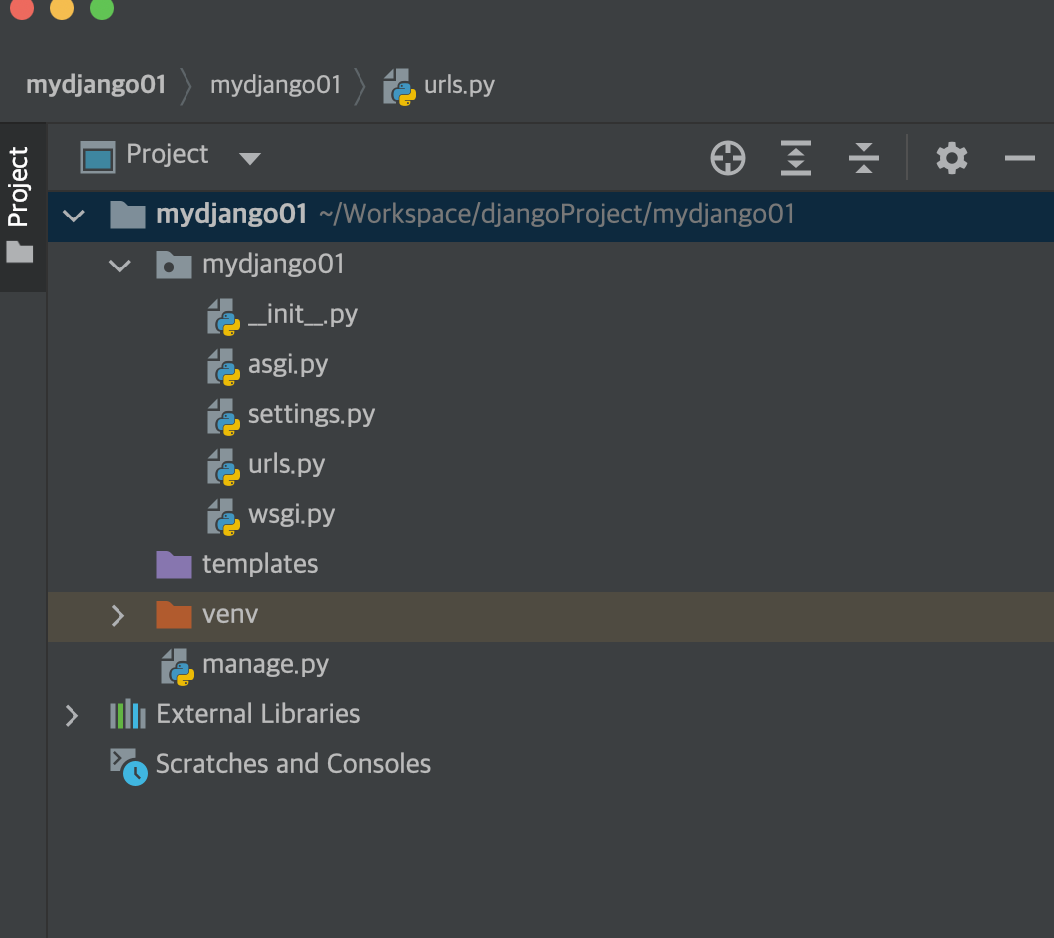 mydjango01 mydjango01 urls.py
Project
Project
mydjango01 ~/Workspace/djangoProject/mydjango01
mydjango01
__init__.py
asgi.py
settings.py
urls.py
wsgi.py
templates
venv
manage.py
External Libraries
Scratches and Consoles